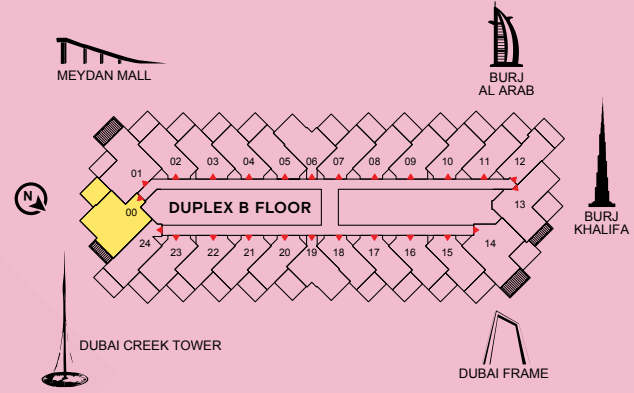 MEYDAN MALL
BURJ
AL ARAB
01
02
03
04
05
06
07
08
09
10
11
12
N
00
DUPLEX B FLOOR
13
BURJ
KHALIFA
24
23
22
21
20
19
18
17
16
15
14
DUBAI CREEK TOWER
DUBAI FRAME